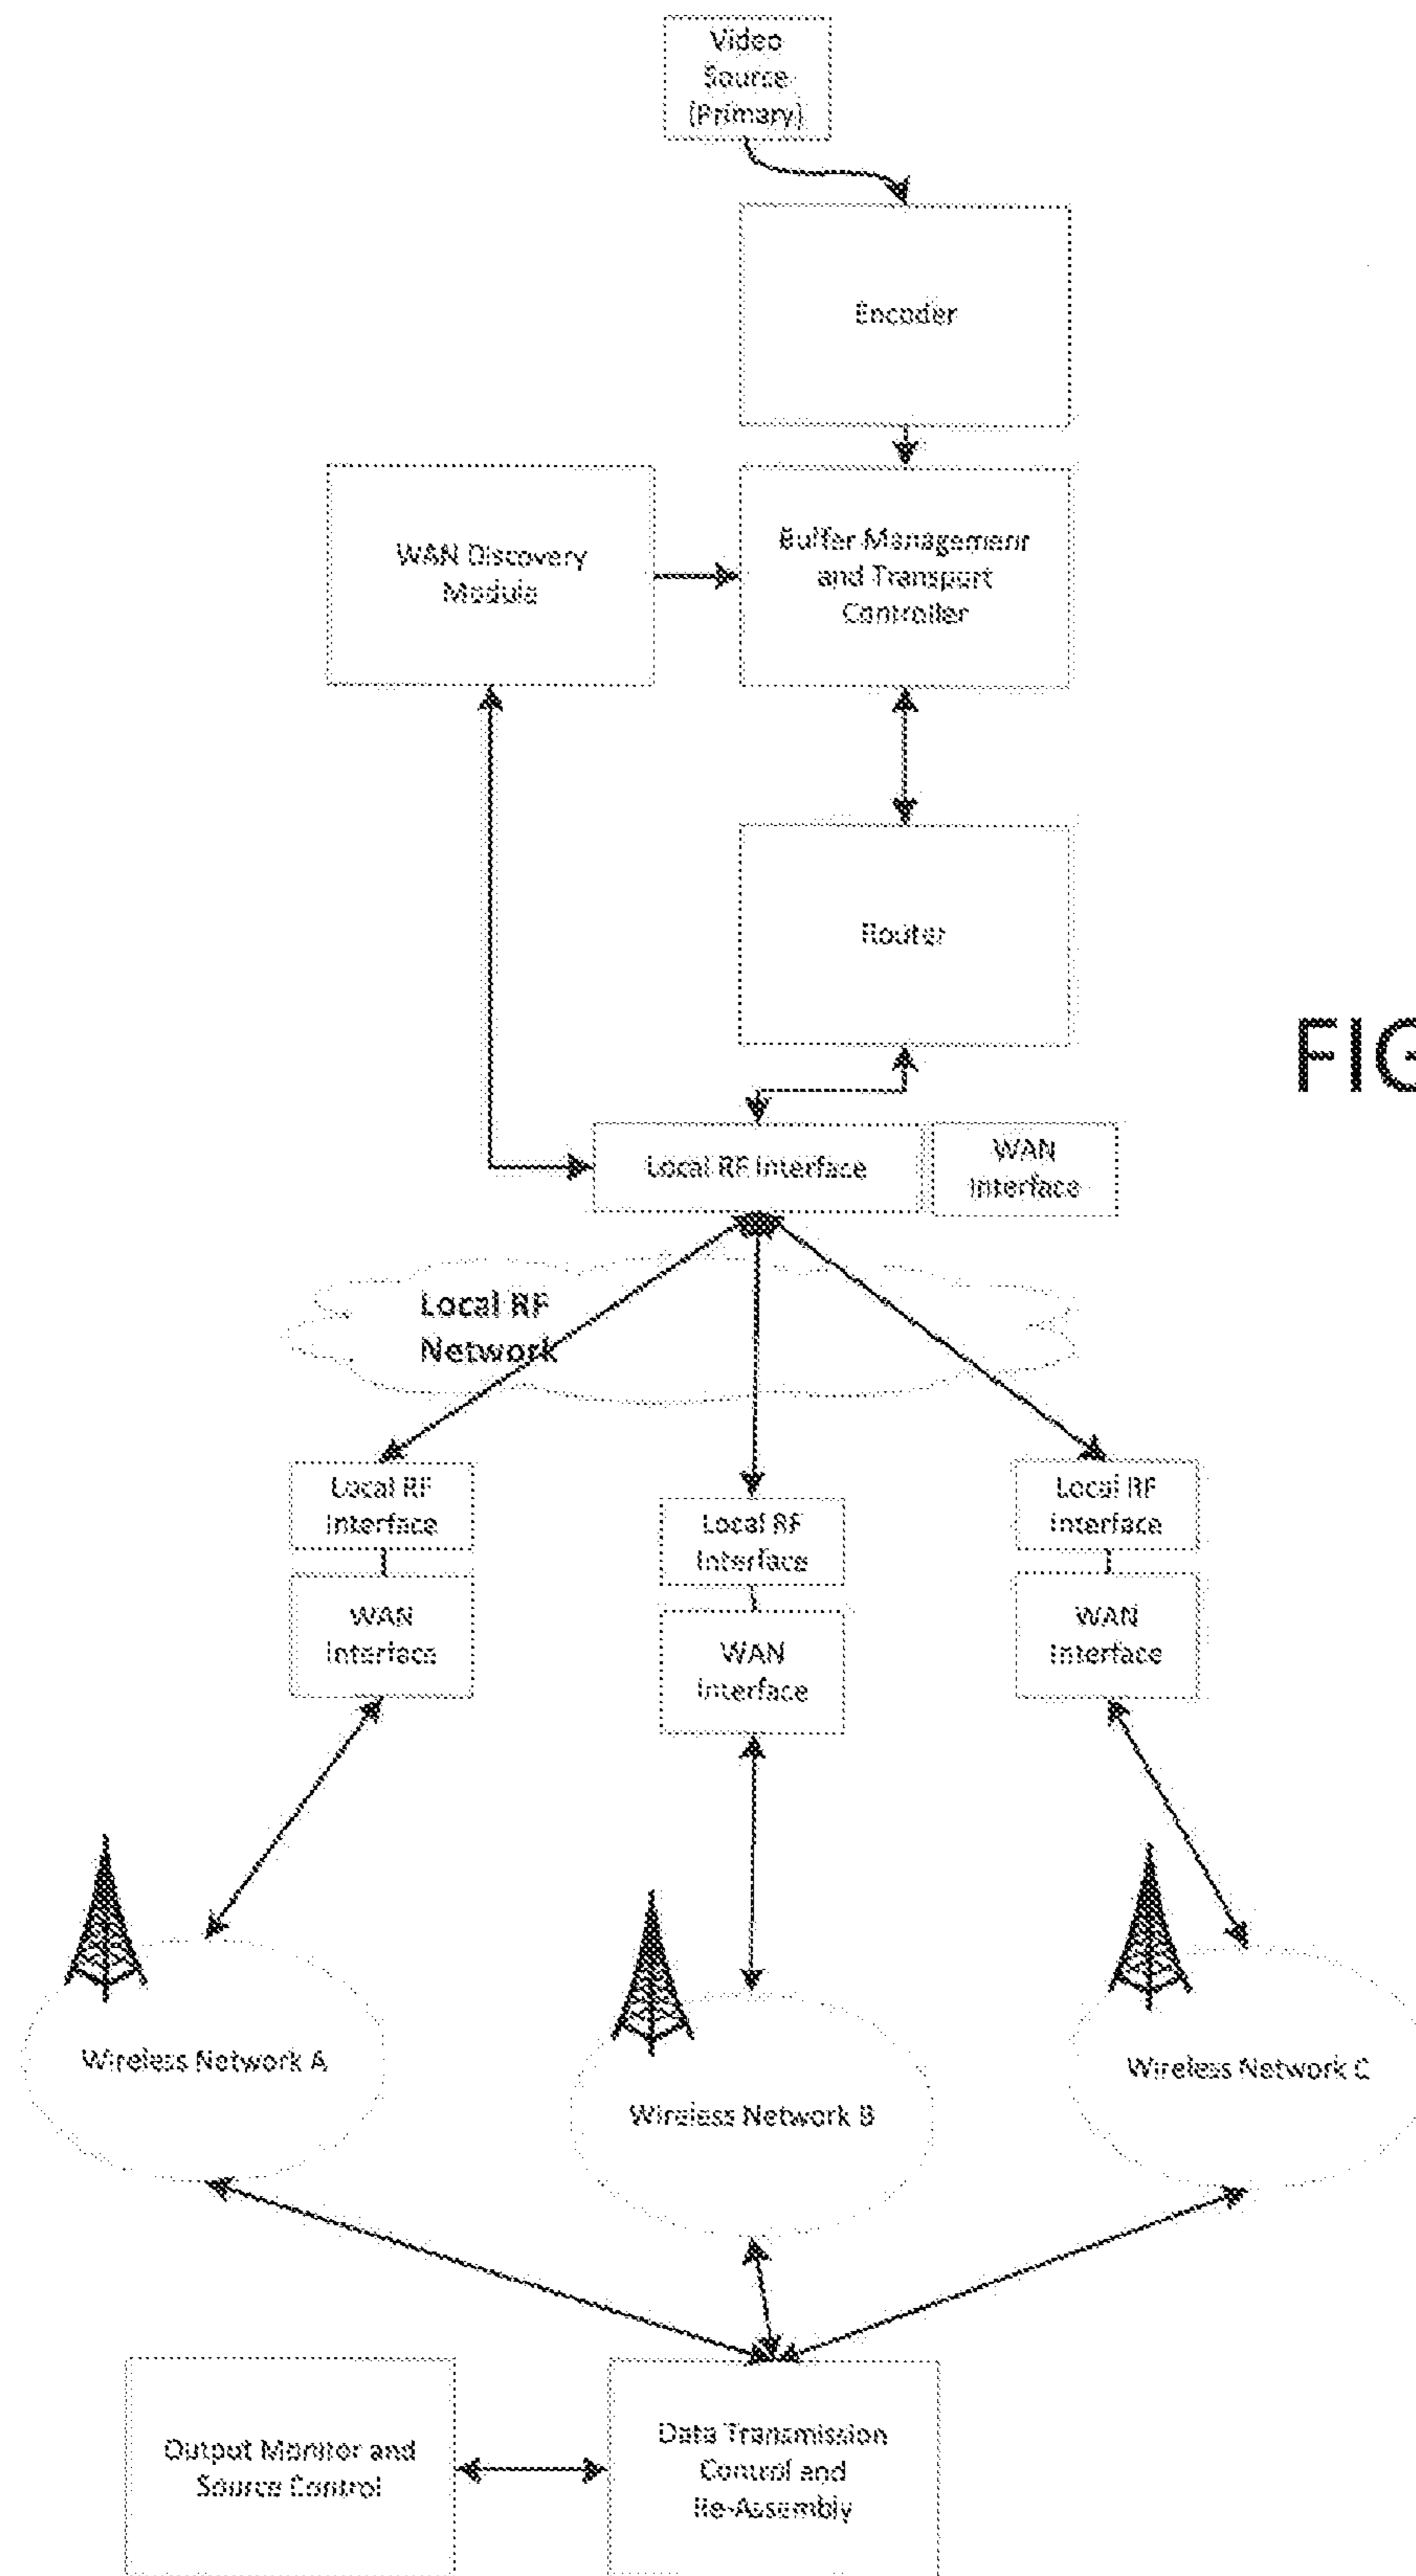 Video
Source
(Primary)
Encoder
WAN Discovery
Module
Buffer Management
and Transport
Controller
Router
FIG
Local RF Interface
WAN
Interface
Local RF
Network
Local RF
Interface
WAN
Interface
Local RF
Interface
WAN
Interface
Local RF
Interface
WAN
Interface
Wireless Network A
Wireless Network B
Wireless Network C
Output Monitor and
Source Control
Data Transmission
Control and
Re-Assembly